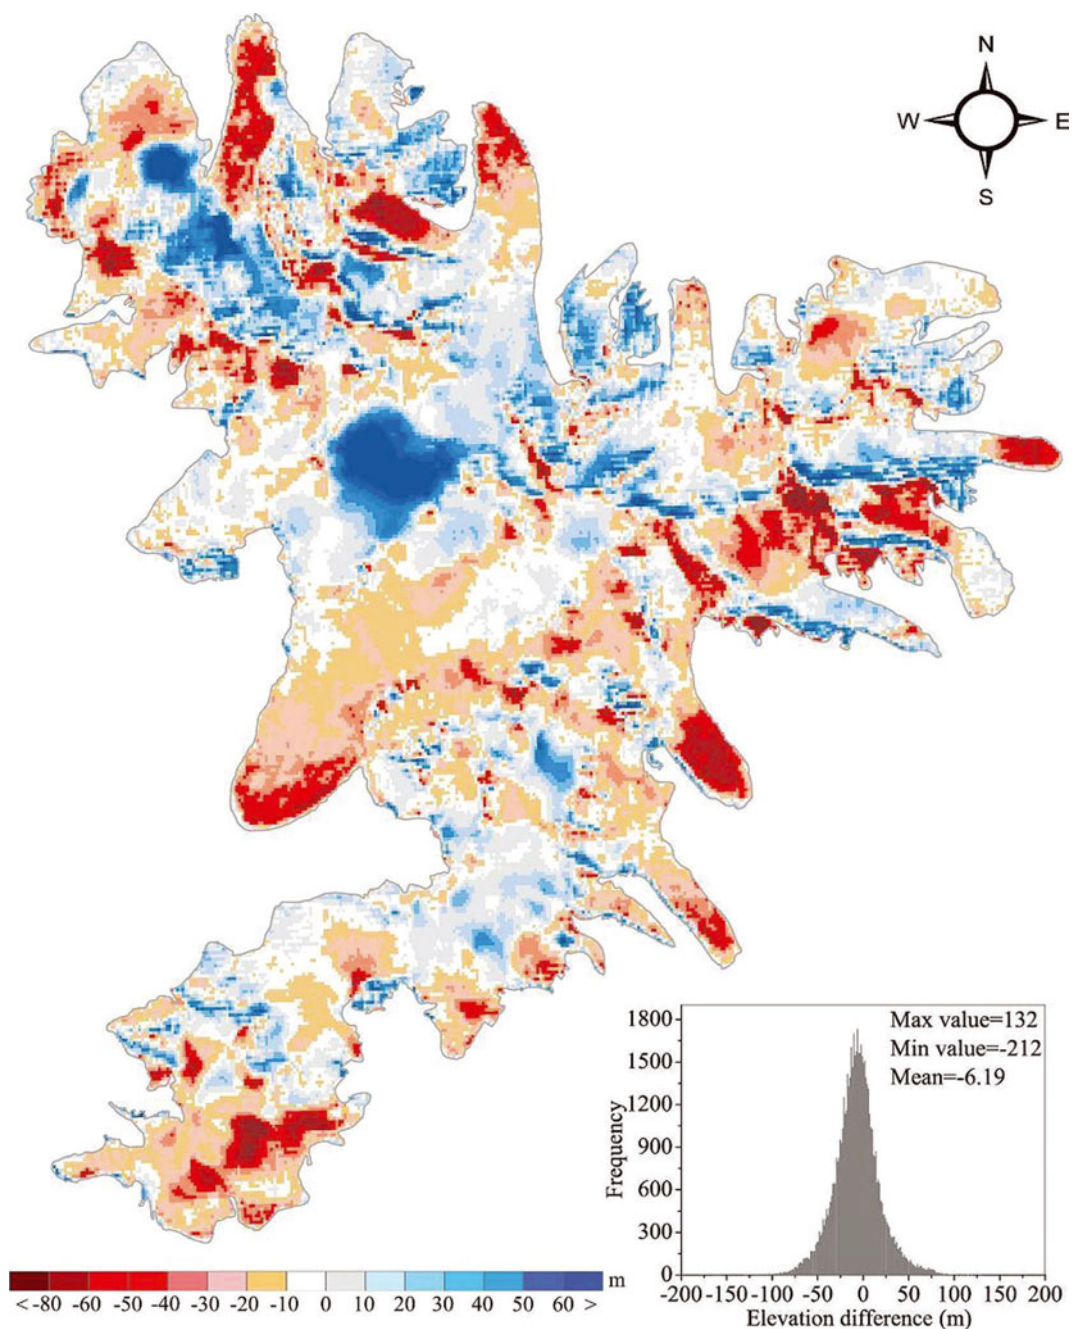 N
W E
S
1800
1500
1200
900
600
300
0
Frequency
Max value=132
Min value=-212
Mean=-6.19
-200 -150 -100 -50 0 50 100 150 200
Elevation difference (m)
m
< -80 -60 -50 -40 -30 -20 -10 0 10 20 30 40 50 60 >